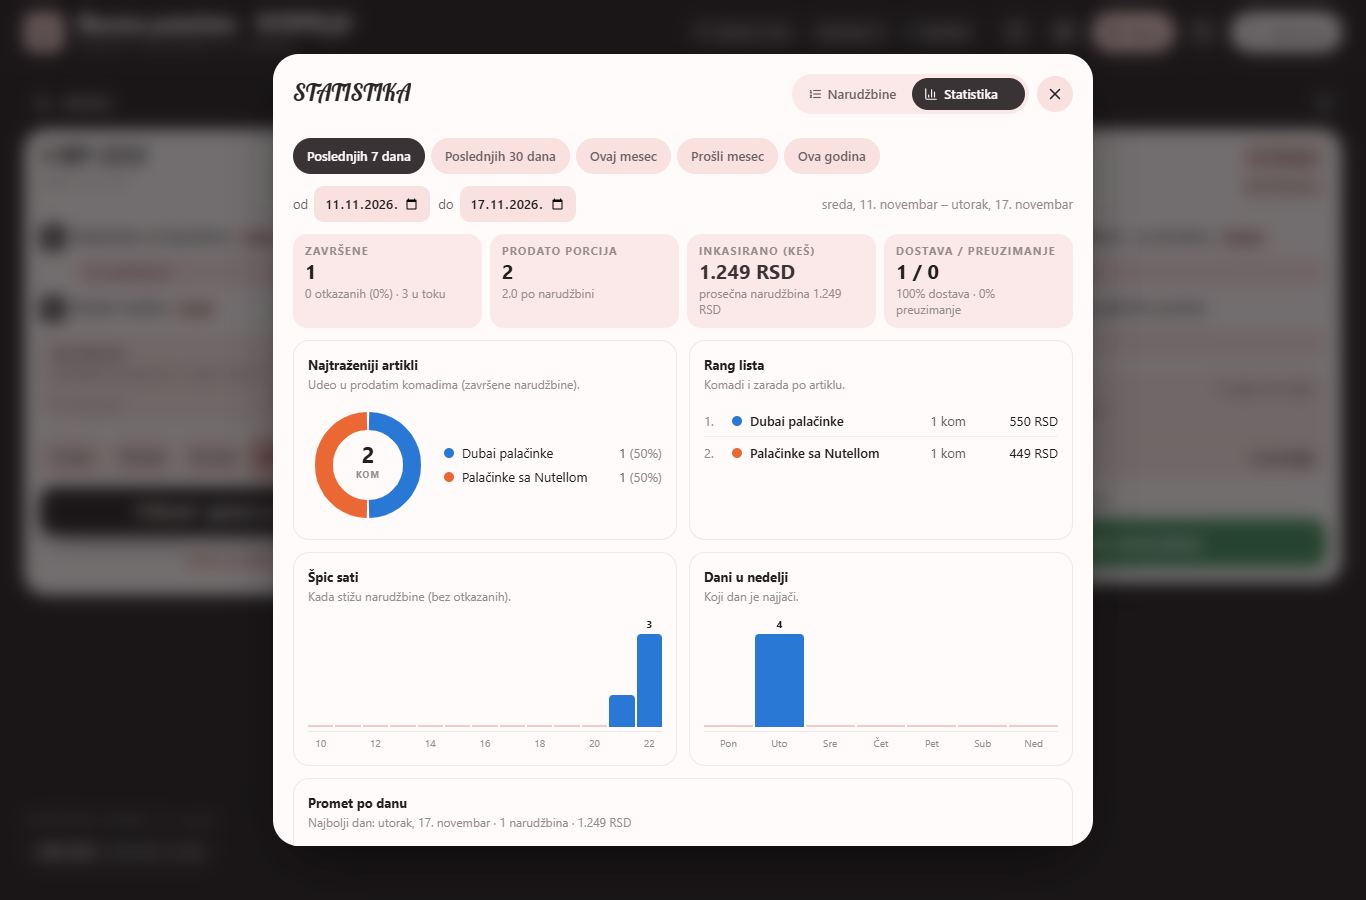 STATISTIKA
Narudžbine
Statistika
Poslednjih 7 dana
Poslednjih 30 dana
Ovaj mesec
Prošli mesec
Ova godina
od 11.11.2026. do 17.11.2026.
sreda, 11. novembar – utorak, 17. novembar
ZAVRŠENE
1
0 otkazanih (0%) · 3 u toku
PRODATO PORCIJA
2
2.0 po narudžbini
INKASIRANO (KEŠ)
1.249 RSD
prosečna narudžbina 1.249
RSD
DOSTAVA / PREUZIMANJE
1 / 0
100% dostava · 0%
preuzimanje
Najtraženiji artikli
Udeo u prodatim komadima (završene narudžbine).
2
KOM
Dubai palačinke 1 (50%)
Palačinke sa Nutellom 1 (50%)
Rang lista
Komadi i zarada po artiklu.
1. Dubai palačinke 1 kom 550 RSD
2. Palačinke sa Nutellom 1 kom 449 RSD
Špic sati
Kada stižu narudžbine (bez otkazanih).
3
10 12 14 16 18 20 22
Dani u nedelji
Koji dan je najjači.
4
Pon Uto Sre Čet Pet Sub Ned
Promet po danu
Najbolji dan: utorak, 17. novembar · 1 narudžbina · 1.249 RSD